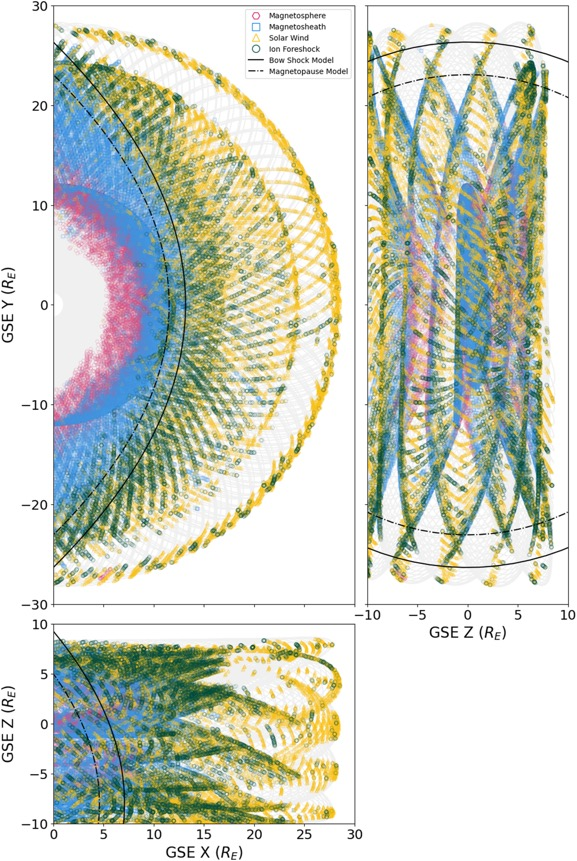 Magnetosphere
Magnetosheath
Solar Wind
Ion Foreshock
Bow Shock Model
Magnetopause Model
30
20
10
0
−10
−20
−30
GSE Y (R_E)
−10 −5 0 5 10
GSE Z (R_E)
10
5
0
−5
−10
GSE Z (R_E)
0 5 10 15 20 25 30
GSE X (R_E)